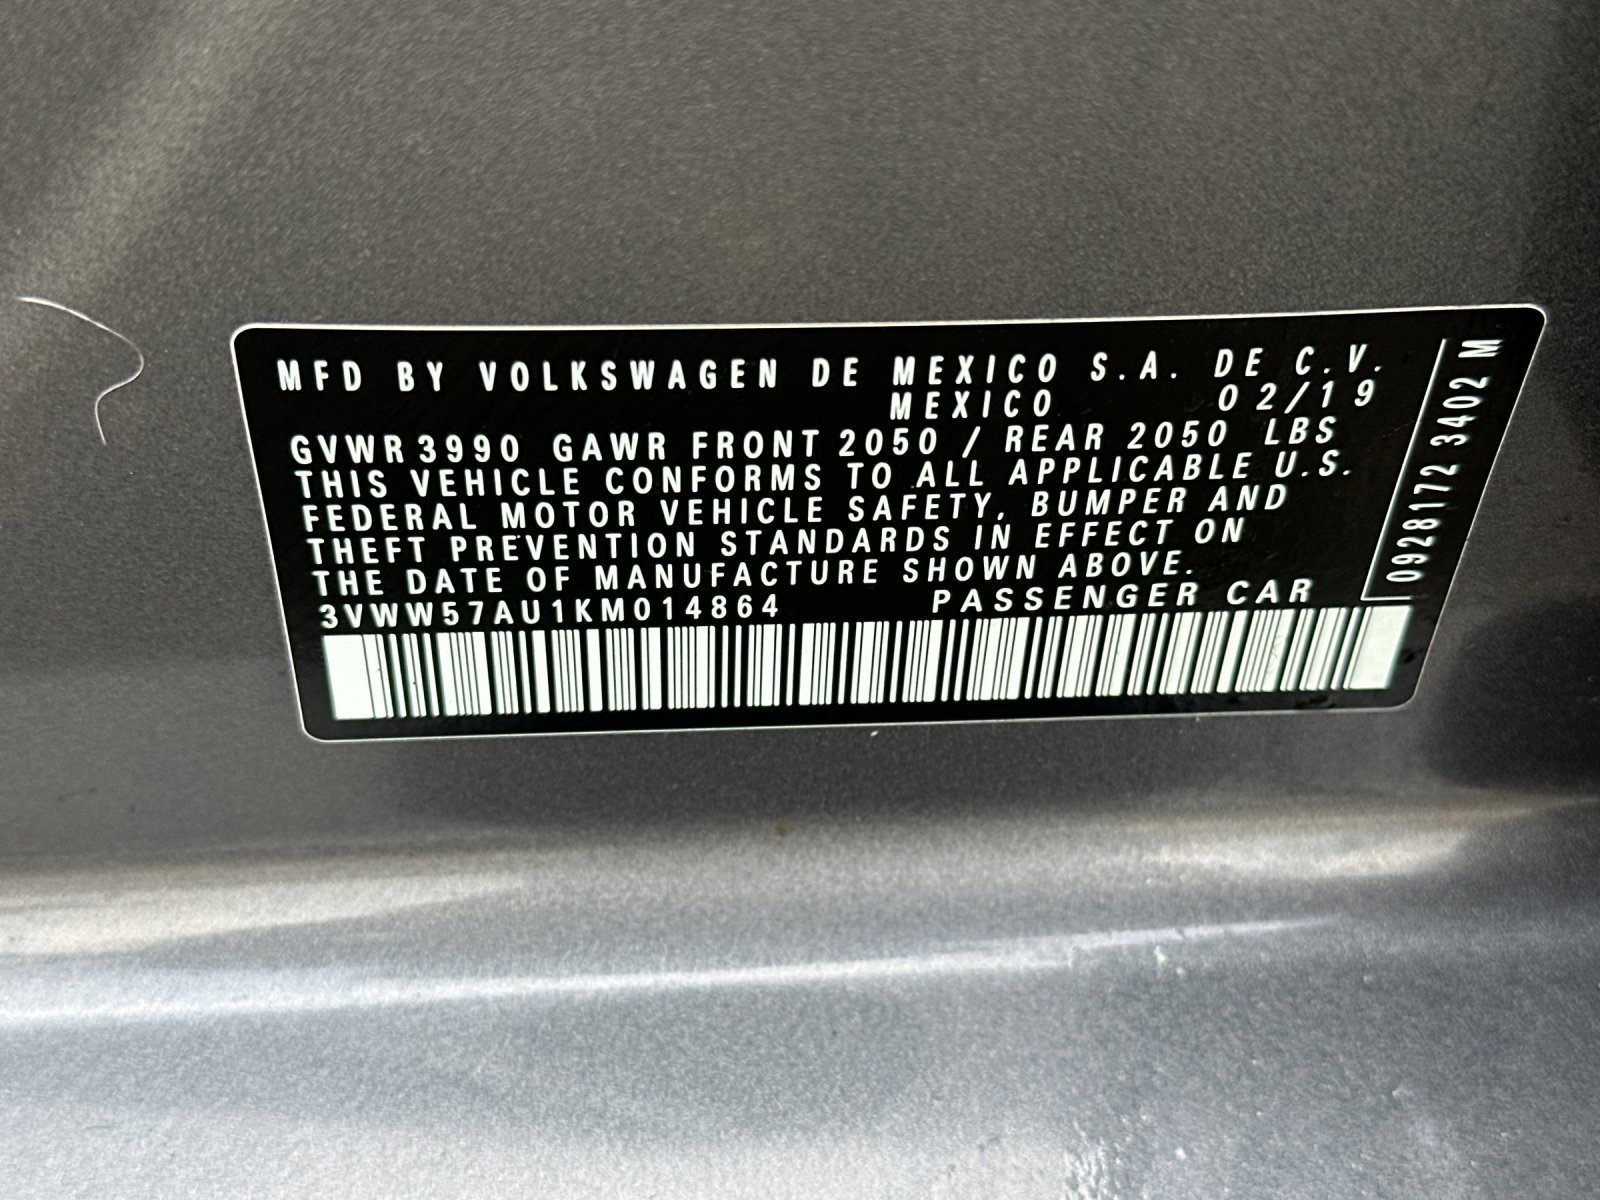 MFD BY VOLKSWAGEN DE MEXICO S.A. DE C.V.
MEXICO 02/19
GVWR 3990 GAWR FRONT 2050 / REAR 2050 LBS
THIS VEHICLE CONFORMS TO ALL APPLICABLE U.S.
FEDERAL MOTOR VEHICLE SAFETY, BUMPER AND
THEFT PREVENTION STANDARDS IN EFFECT ON
THE DATE OF MANUFACTURE SHOWN ABOVE.
3VWW57AU1KM014864 PASSENGER CAR
0928172 3402 M